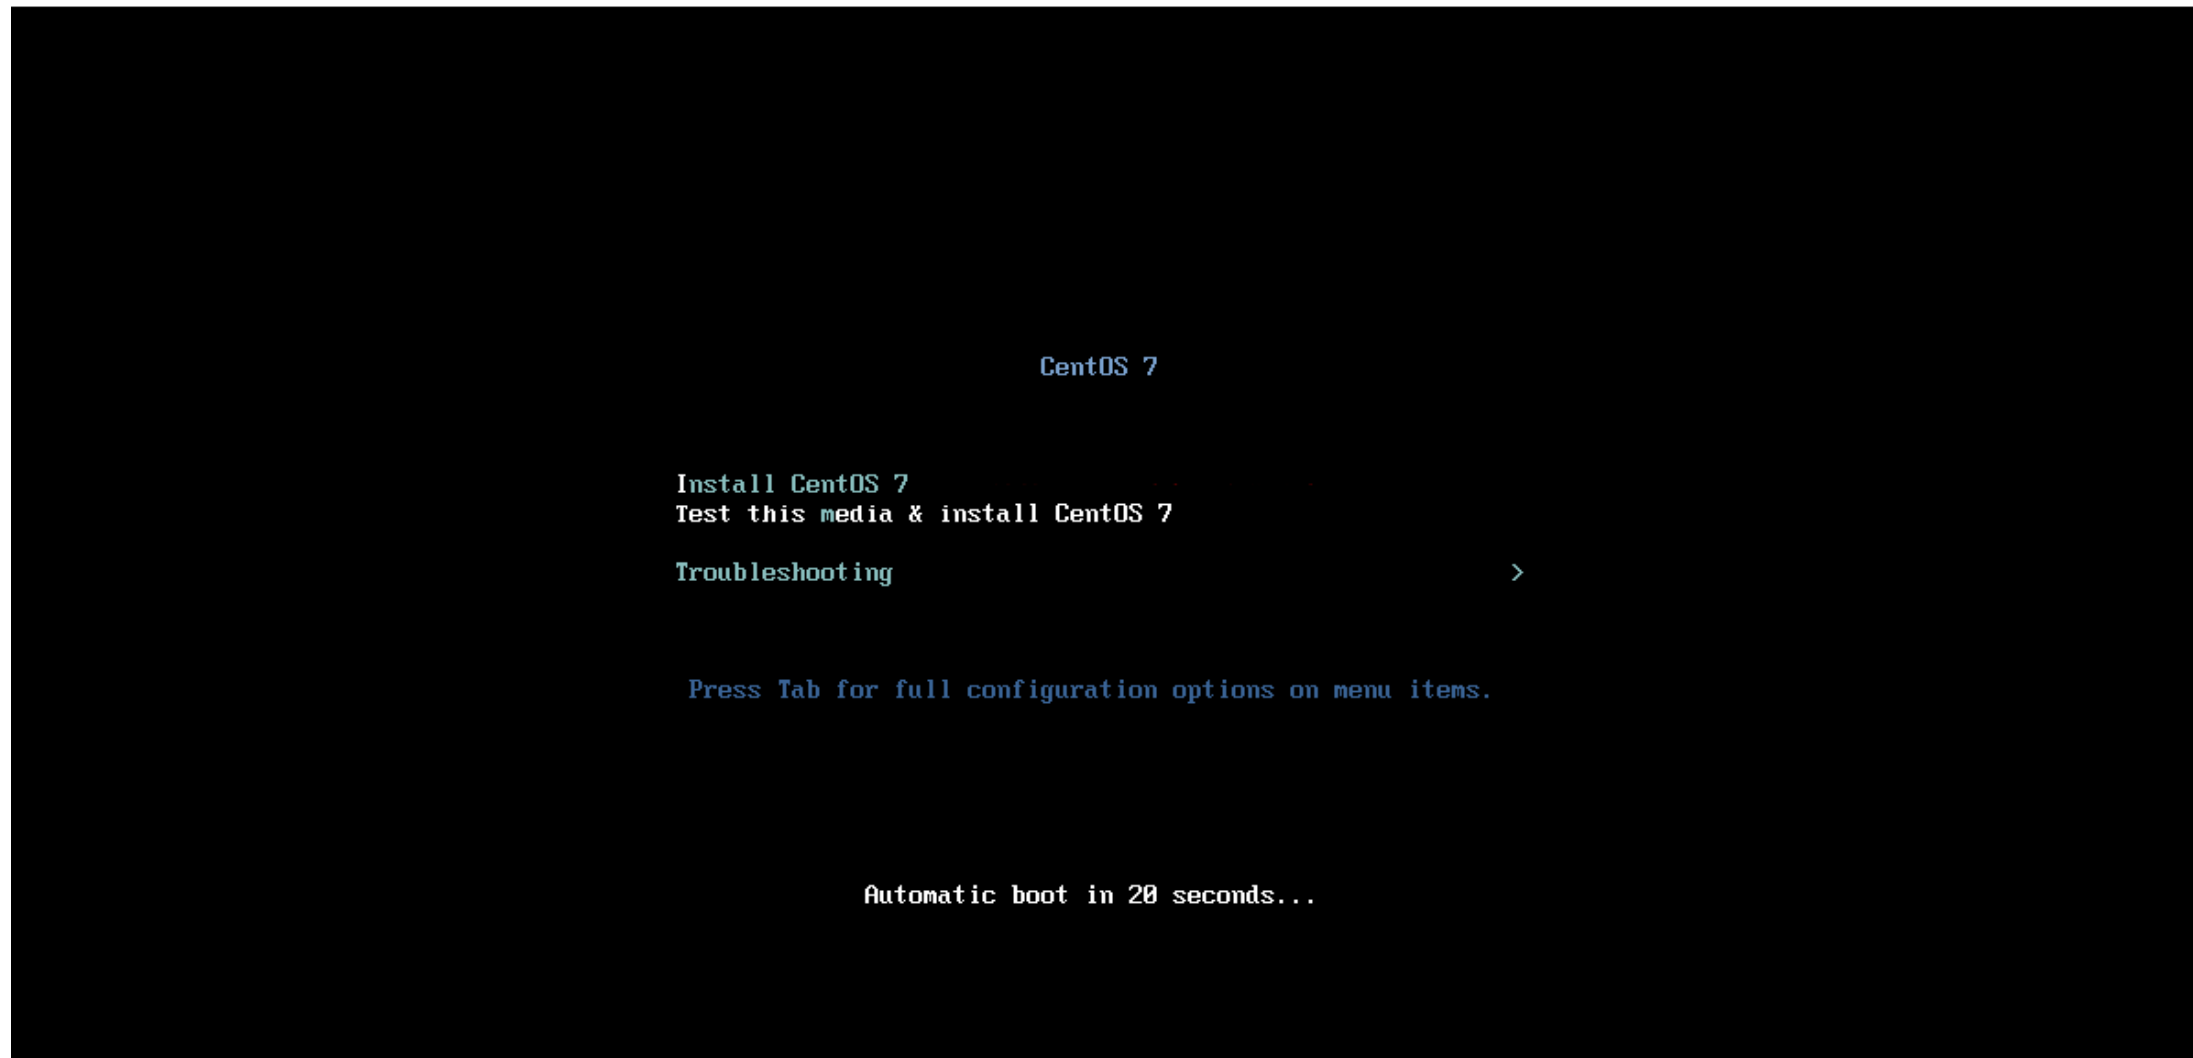 CentOS 7
Install CentOS 7
Test this media & install CentOS 7
Troubleshooting >
Press Tab for full configuration options on menu items.
Automatic boot in 20 seconds...